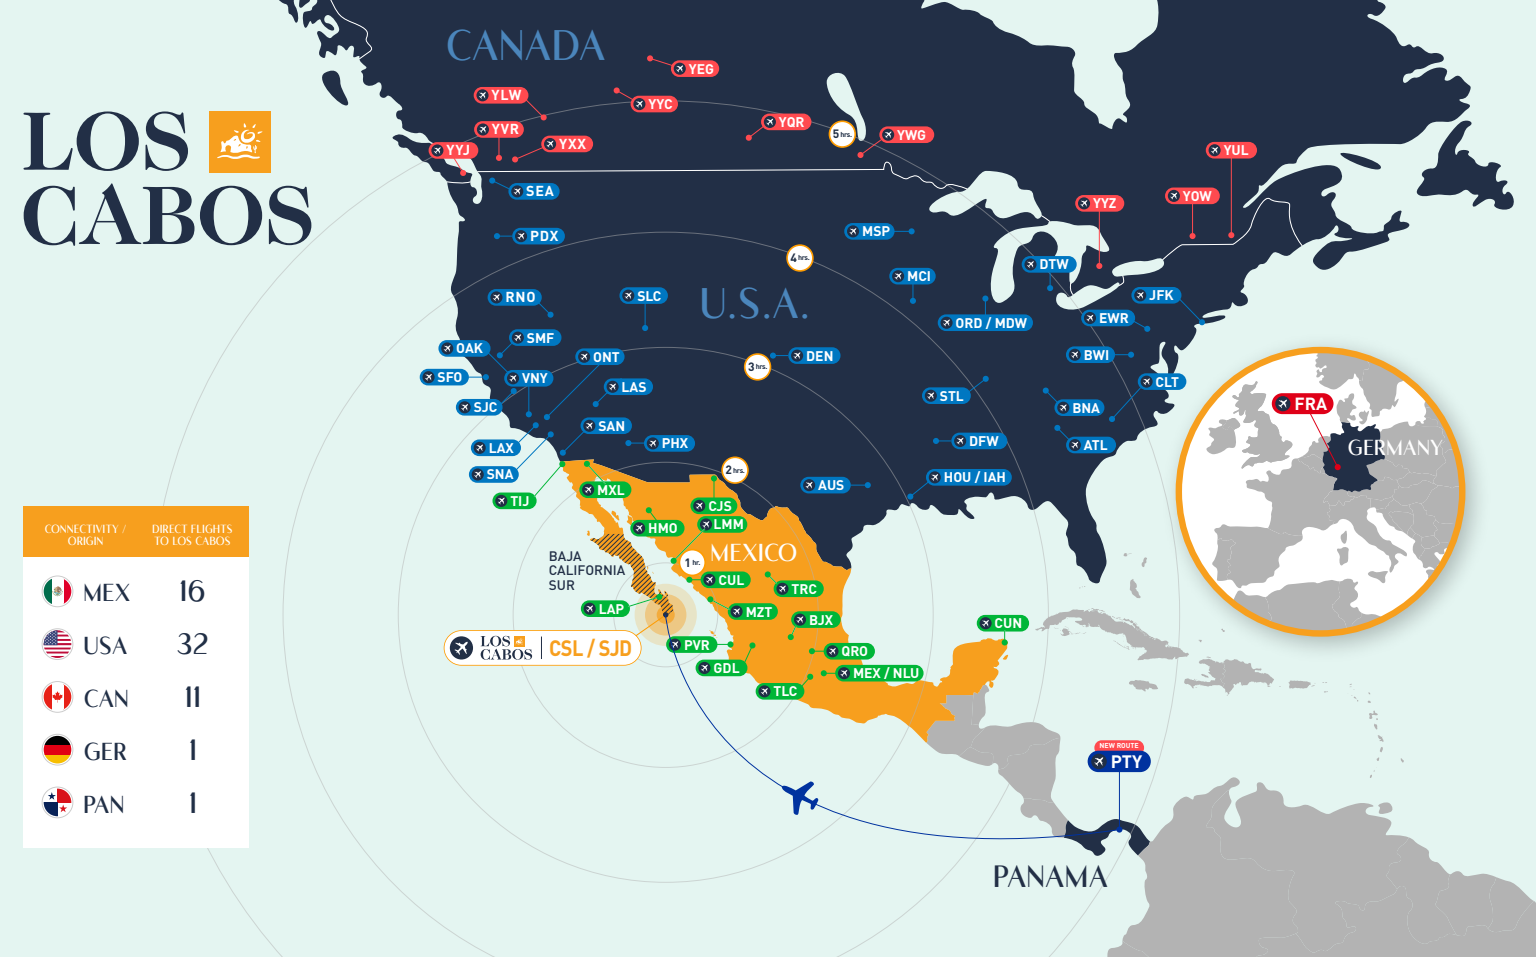 LOS
CABOS
CANADA
YEG
YLW
YYC
YVR
YXX
YYJ
YQR
5 hrs.
YWG
YUL
YOW
YYZ
SEA
PDX
MSP
4 hrs.
MCI
DTW
RNO
SLC
U.S.A.
JFK
EWR
ORD / MDW
SMF
OAK
ONT
DEN
3 hrs.
BWI
SFO
VNY
LAS
CLT
STL
SJC
BNA
SAN
LAX
PHX
DFW
ATL
SNA
2 hrs.
AUS
HOU / IAH
FRA
GERMANY
TIJ
MXL
CJS
HMO
LMM
MEXICO
BAJA
CALIFORNIA
SUR
1 hr.
CUL
TRC
LAP
MZT
BJX
CUN
LOS
CABOS
CSL / SJD
PVR
QRO
GDL
MEX / NLU
TLC
NEW ROUTE
PTY
PANAMA
CONNECTIVITY /
ORIGIN
DIRECT FLIGHTS
TO LOS CABOS
MEX 16
USA 32
CAN 11
GER 1
PAN 1